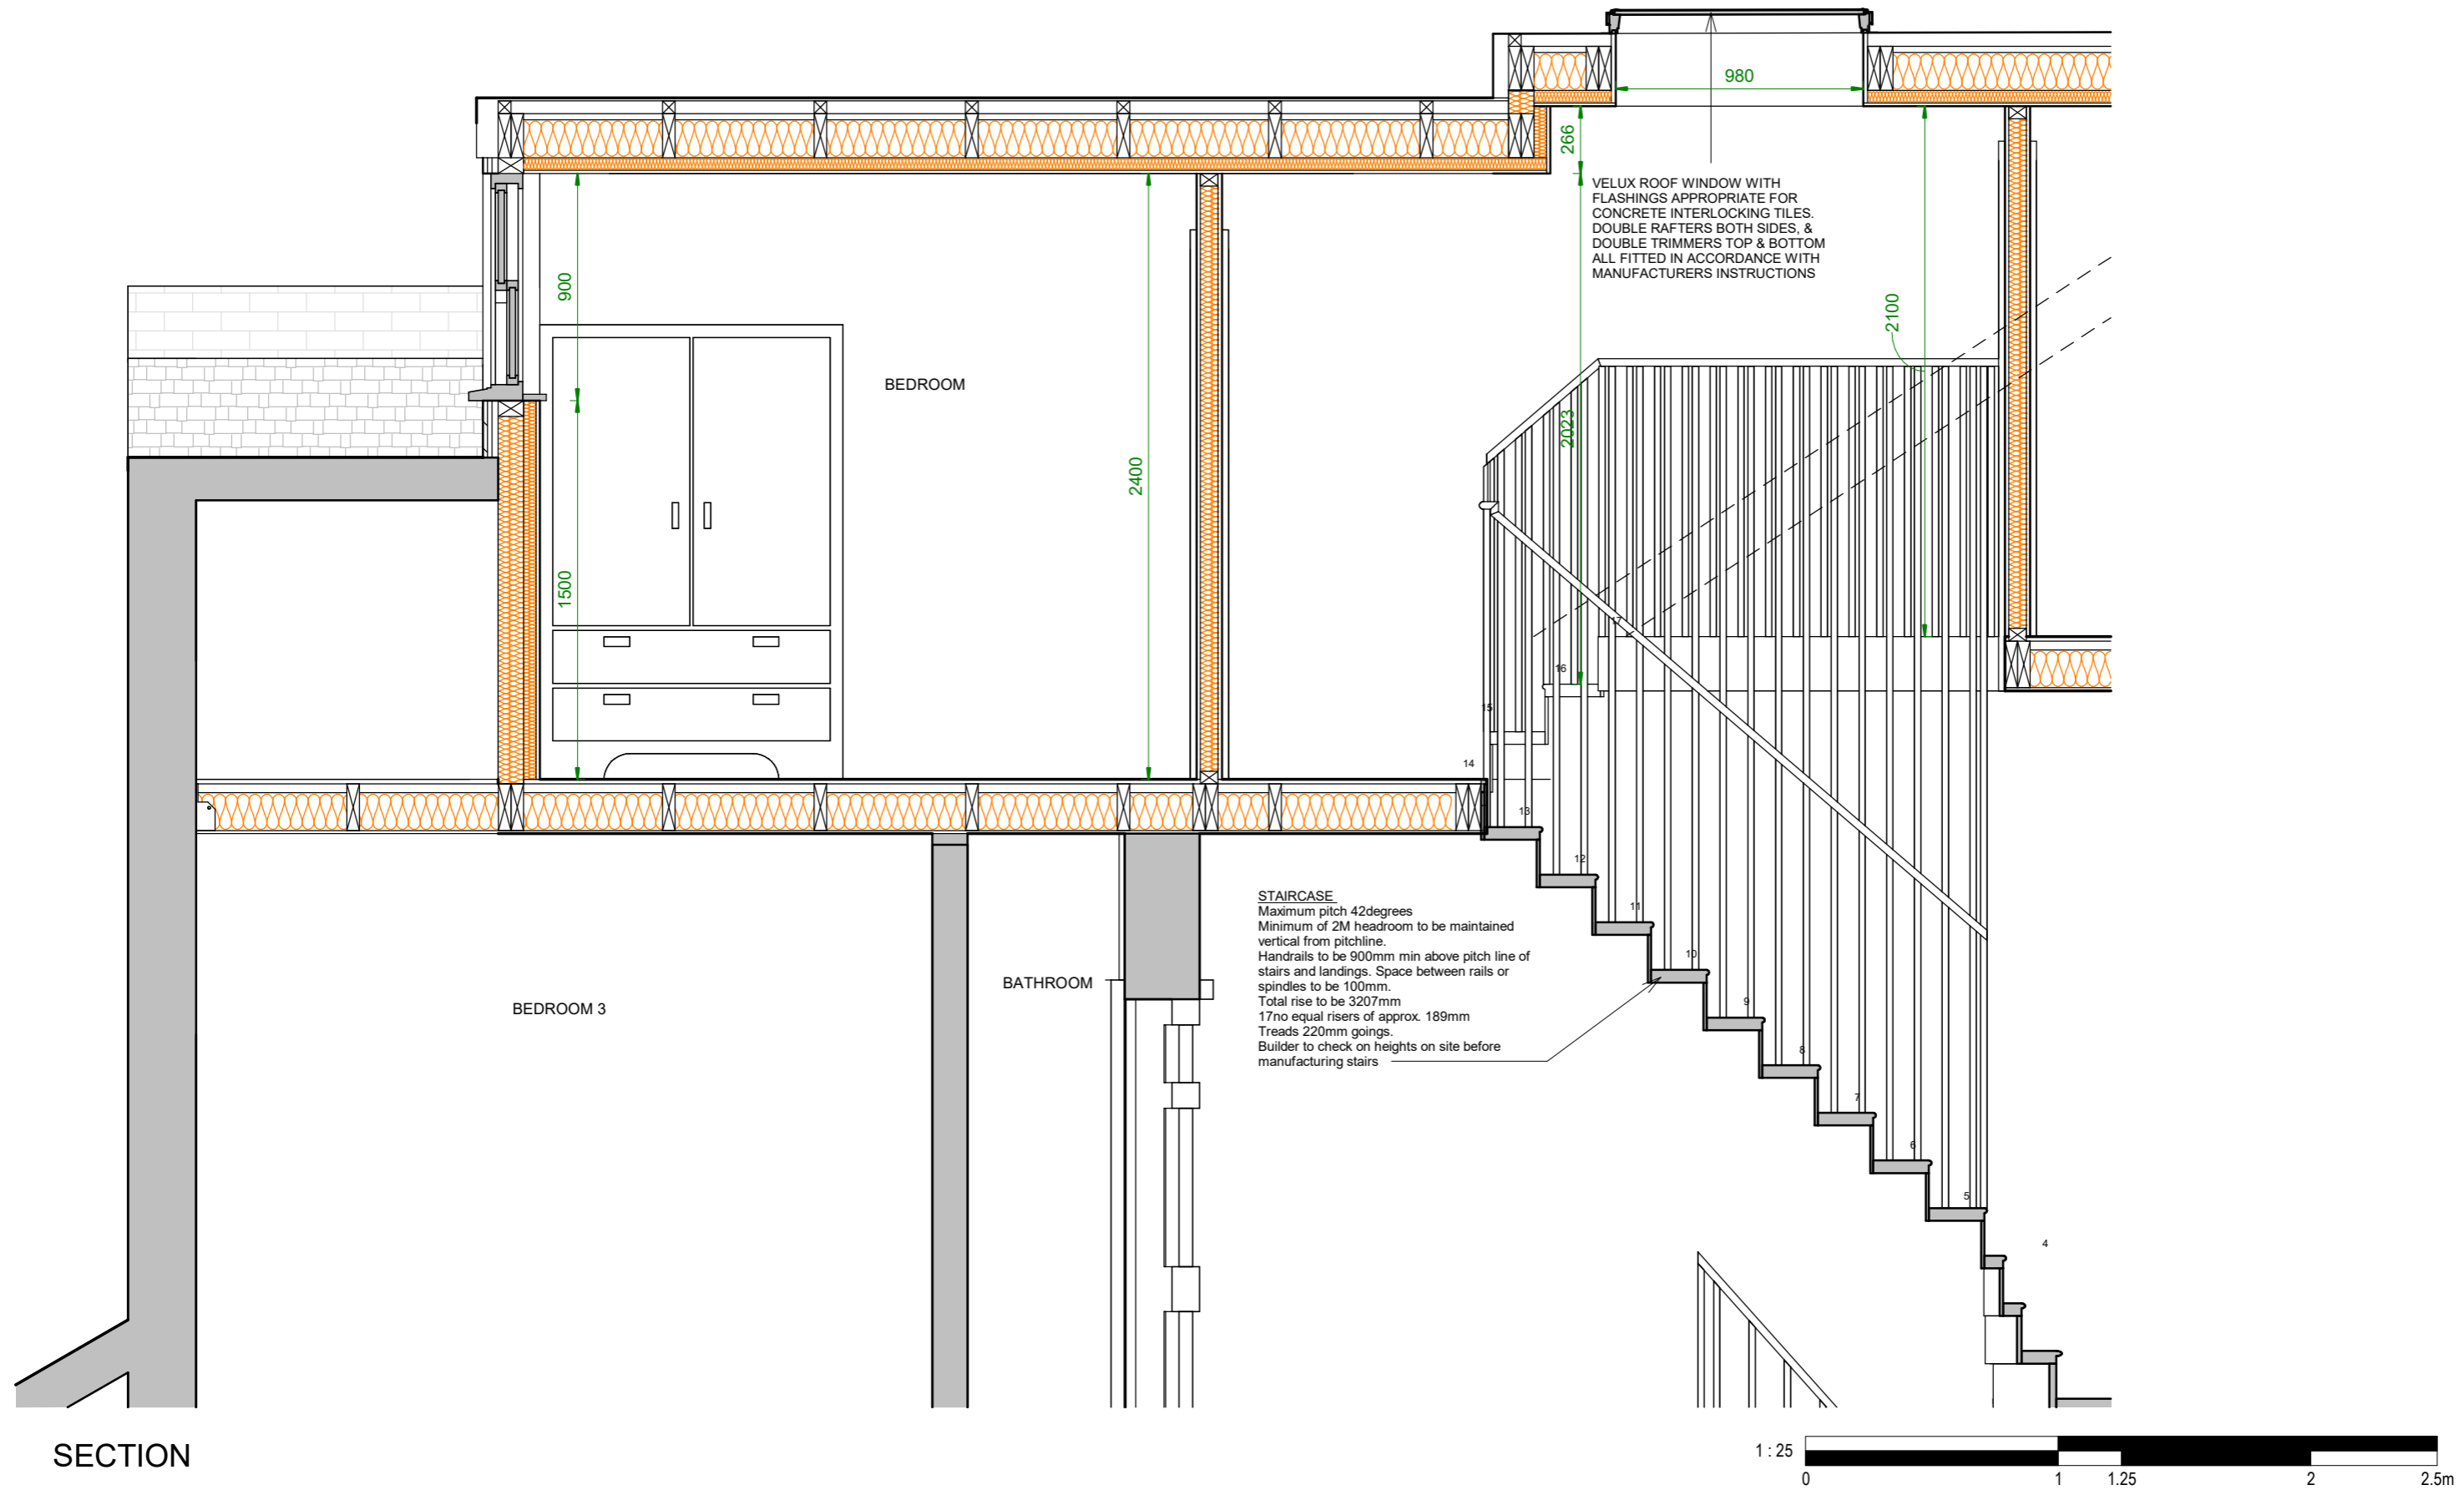 980
266
VELUX ROOF WINDOW WITH
FLASHINGS APPROPRIATE FOR
CONCRETE INTERLOCKING TILES.
DOUBLE RAFTERS BOTH SIDES, &
DOUBLE TRIMMERS TOP & BOTTOM
ALL FITTED IN ACCORDANCE WITH
MANUFACTURERS INSTRUCTIONS
900
2100
BEDROOM
2023
2400
1500
17
16
15
14
13
12
11
10
9
8
7
6
5
4
STAIRCASE
Maximum pitch 42degrees
Minimum of 2M headroom to be maintained
vertical from pitchline.
Handrails to be 900mm min above pitch line of
stairs and landings. Space between rails or
spindles to be 100mm.
Total rise to be 3207mm
17no equal risers of approx. 189mm
Treads 220mm goings.
Builder to check on heights on site before
manufacturing stairs
BATHROOM
BEDROOM 3
SECTION
1 : 25
0 1 1.25 2 2.5m